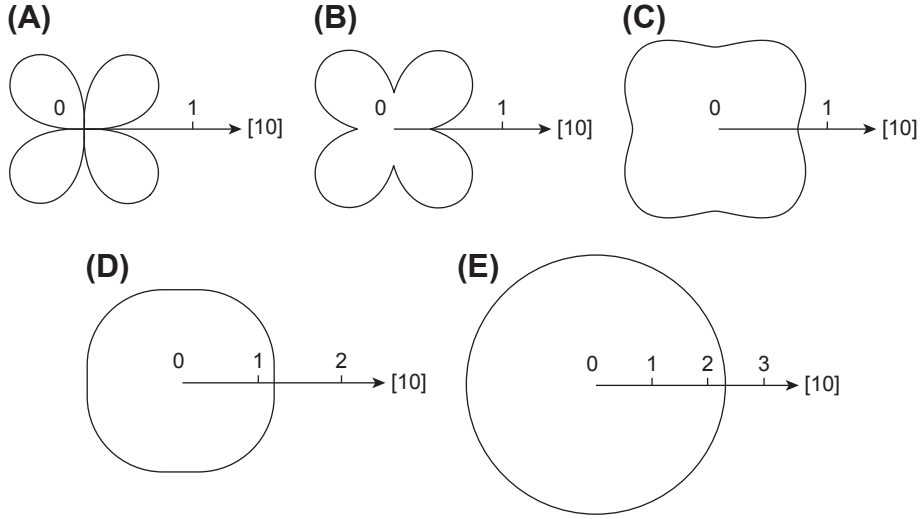 (A)
0 1 [10]
(B)
0 1 [10]
(C)
0 1 [10]
(D)
0 1 2 [10]
(E)
0 1 2 3 [10]